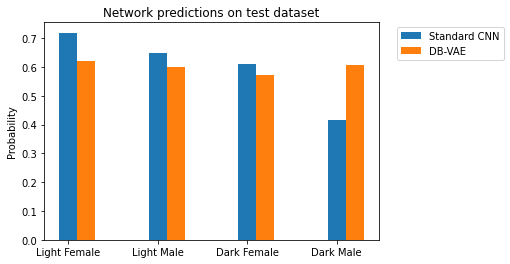 Network predictions on test dataset
Standard CNN
DB-VAE
Probability
0.7
0.6
0.5
0.4
0.3
0.2
0.1
0.0
Light Female Light Male Dark Female Dark Male